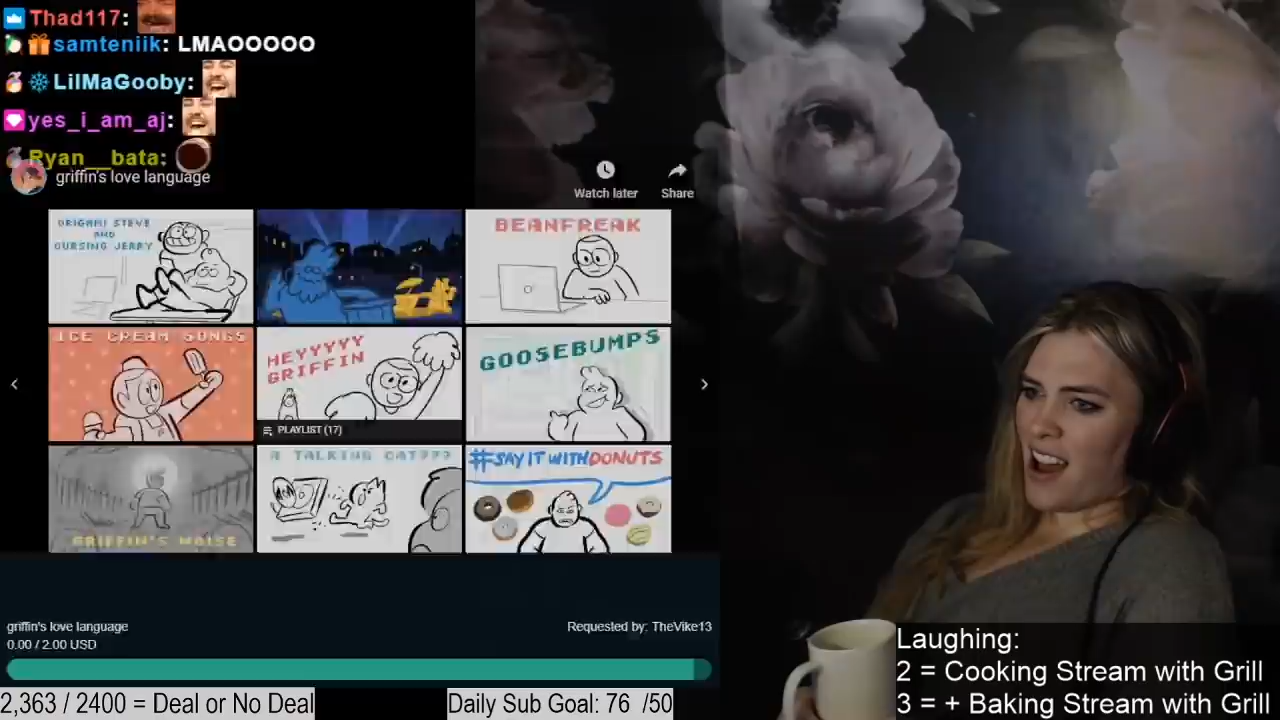 Thad117:
samteniik: LMAOOOOO
LilMaGooby:
yes_i_am_aj:
Ryan__bata:
griffin's love language
Watch later
Share
ORIGAMI STEVE
AND
CURSING JERRY
BEANFREAK
ICE CREAM SONGS
HEYYYYY
GRIFFIN
PLAYLIST (17)
GOOSEBUMPS
GRIFFIN'S NOISE
A TALKING CAT???
#SAY IT WITH DONUTS
griffin's love language
Requested by: TheVike13
0.00 / 2.00 USD
2,363 / 2400 = Deal or No Deal
Daily Sub Goal: 76 /50
Laughing:
2 = Cooking Stream with Grill
3 = + Baking Stream with Grill